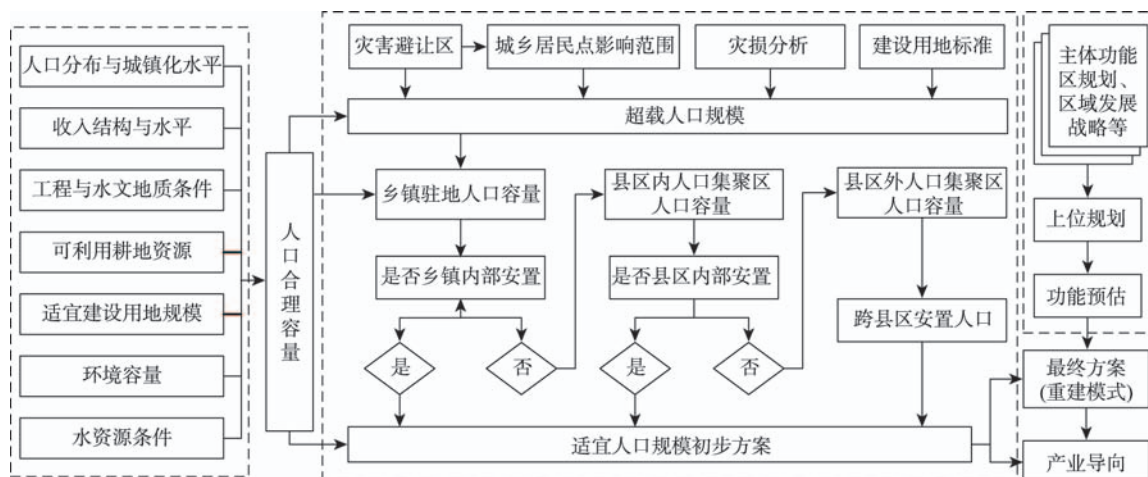 人口分布与城镇化水平
收入结构与水平
工程与水文地质条件
可利用耕地资源
适宜建设用地规模
环境容量
水资源条件
人口合理容量
灾害避让区
城乡居民点影响范围
灾损分析
建设用地标准
超载人口规模
乡镇驻地人口容量
县区内人口集聚区
人口容量
县区外人口集聚区
人口容量
是否乡镇内部安置
是否县区内部安置
跨县区安置人口
是
否
是
否
适宜人口规模初步方案
主体功能
区规划、
区域发展
战略等
上位规划
功能预估
最终方案
(重建模式)
产业导向